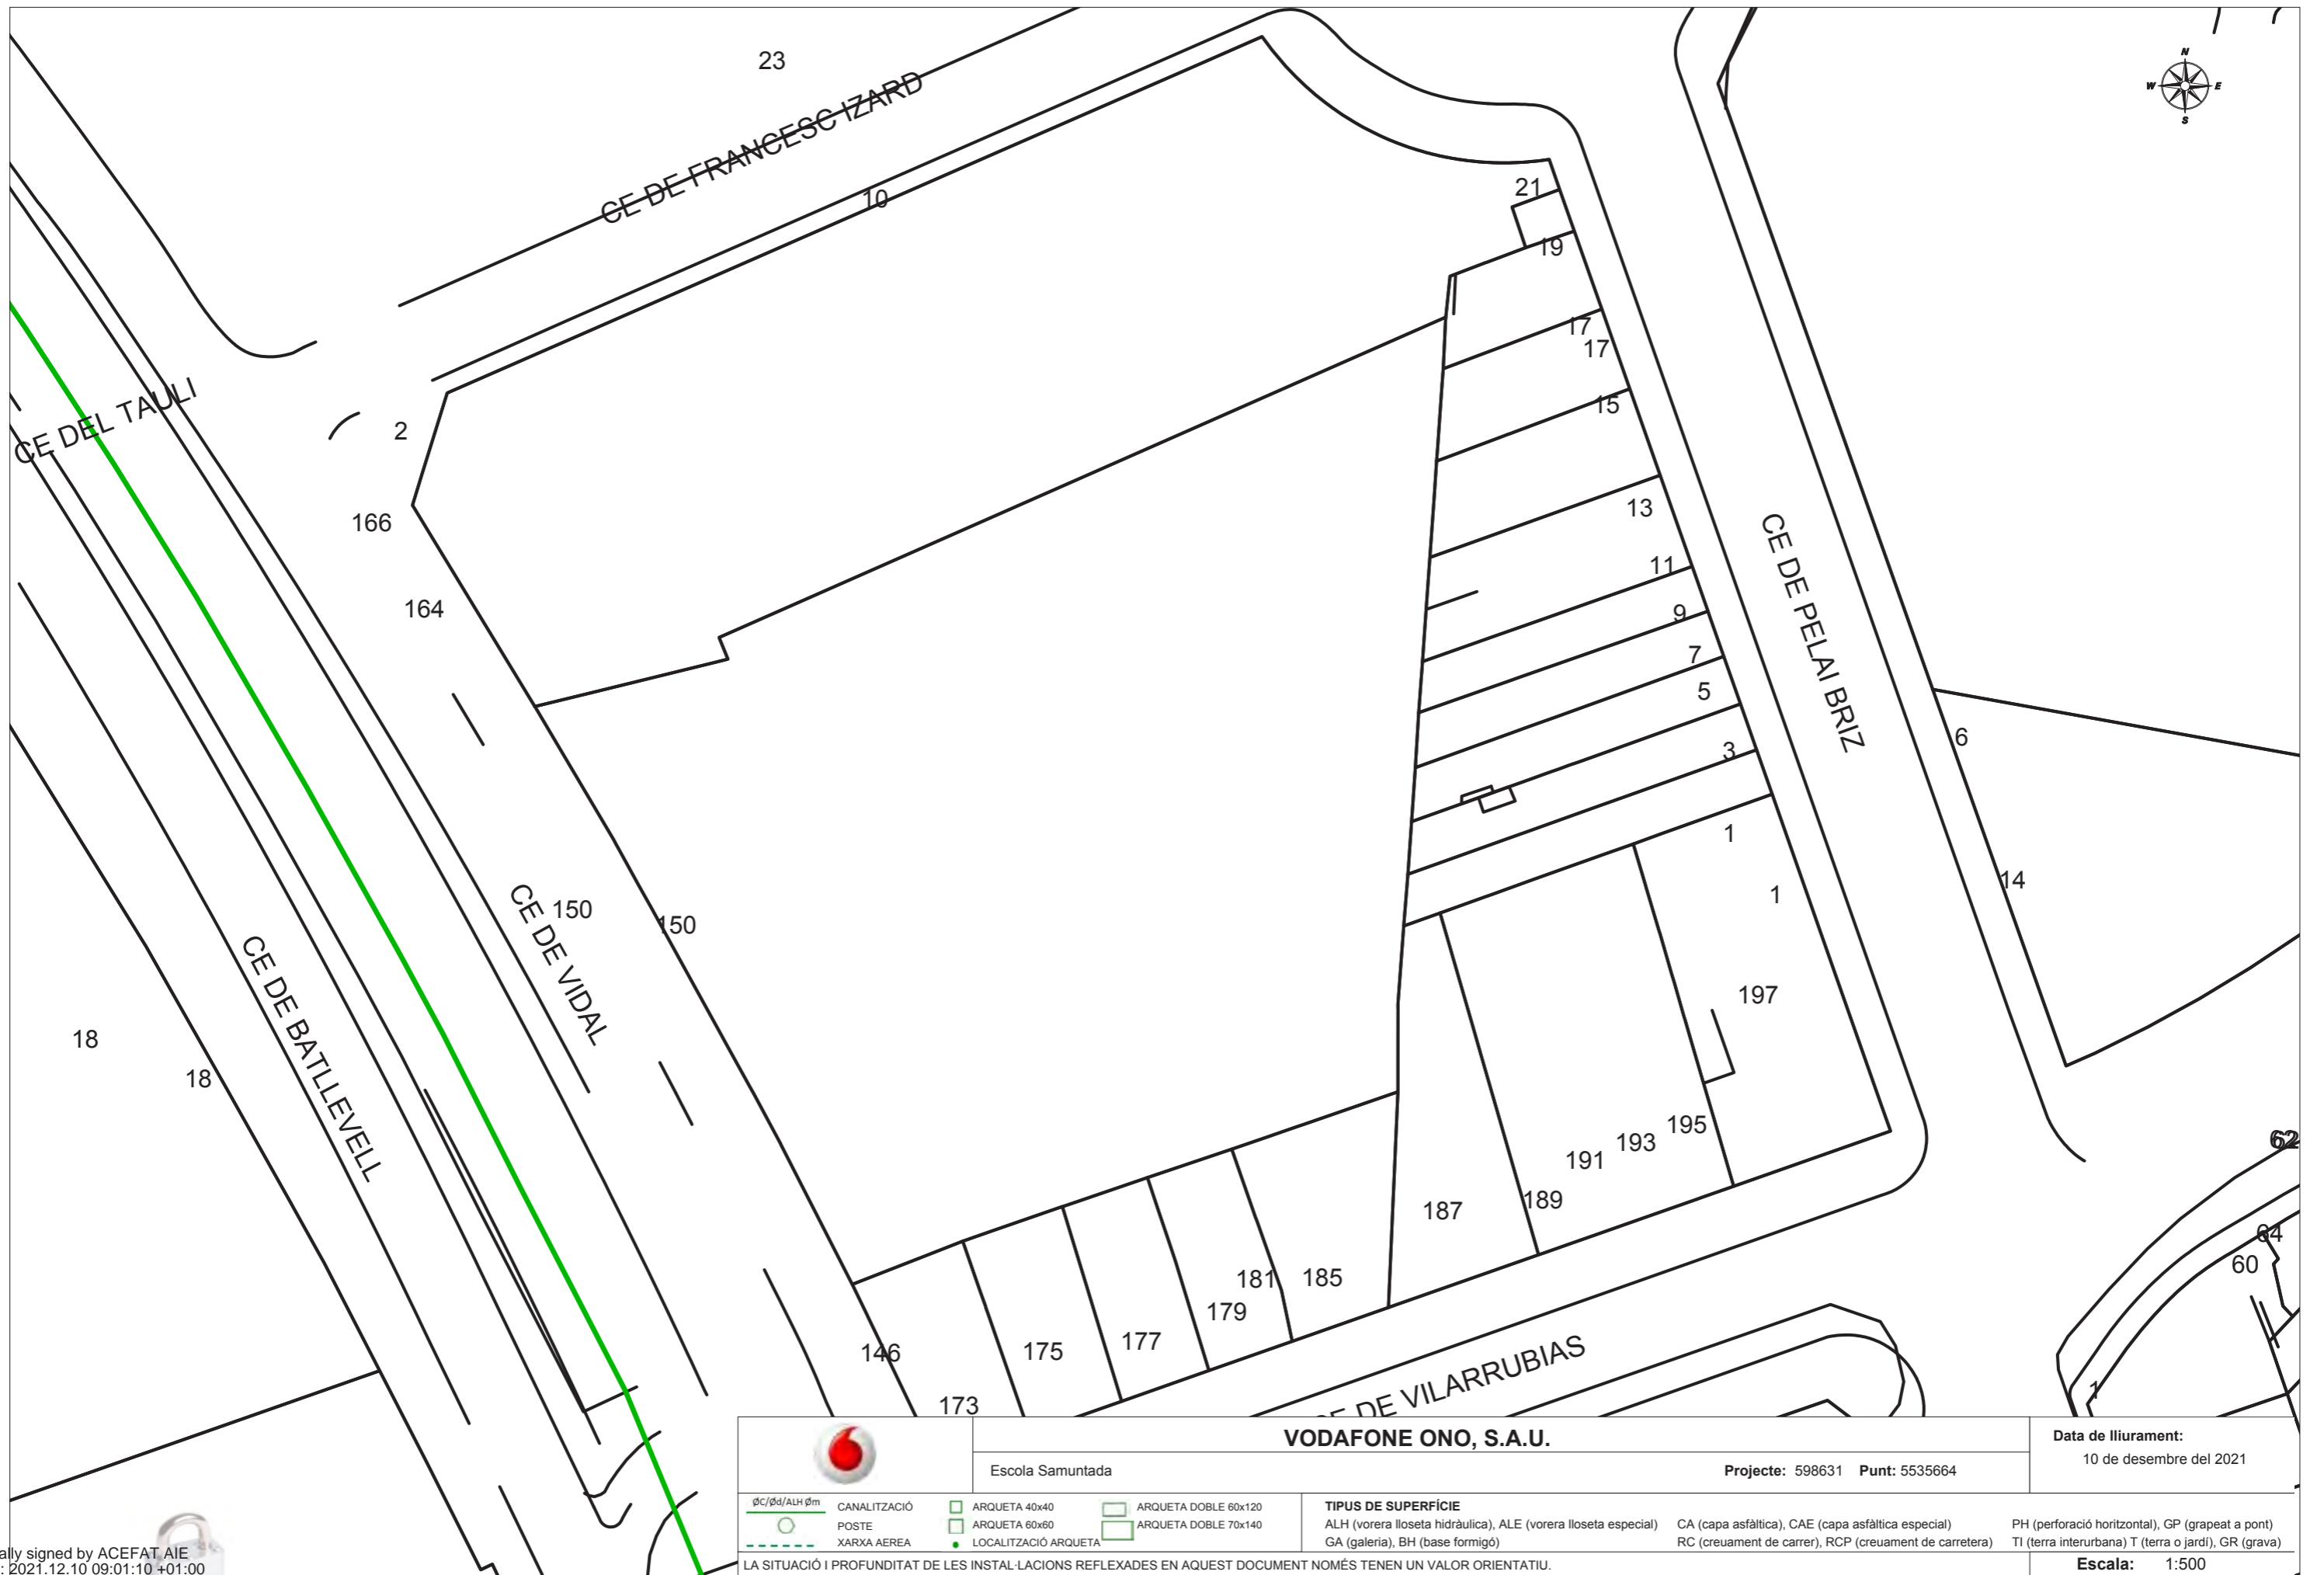 23
CE DE FRANCESC IZARD
10
N
W E
S
21
19
17
17
15
CE DEL TAULI
2
166
13
164
11
9
7
5
3
CE DE PELAI BRIZ
6
1
1
14
150
150
CE DE VIDAL
CE DE BATLLEVELL
18
18
197
195
193
191
189
187
185
181
179
177
175
173
146
62
64
60
1
DE VILARRUBIAS
VODAFONE ONO, S.A.U.
Data de lliurament:
10 de desembre del 2021
Escola Samuntada
Projecte: 598631 Punt: 5535664
ØC/Ød/ALH Øm CANALITZACIÓ
POSTE
XARXA AEREA
ARQUETA 40x40
ARQUETA 60x60
LOCALITZACIÓ ARQUETA
ARQUETA DOBLE 60x120
ARQUETA DOBLE 70x140
TIPUS DE SUPERFÍCIE
ALH (vorera lloseta hidràulica), ALE (vorera lloseta especial) CA (capa asfàltica), CAE (capa asfàltica especial) PH (perforació horitzontal), GP (grapeat a pont)
GA (galeria), BH (base formigó) RC (creuament de carrer), RCP (creuament de carretera) TI (terra interurbana) T (terra o jardí), GR (grava)
LA SITUACIÓ I PROFUNDITAT DE LES INSTAL·LACIONS REFLEXADES EN AQUEST DOCUMENT NOMÉS TENEN UN VALOR ORIENTATIU.
Escala: 1:500
ally signed by ACEFAT AIE
: 2021.12.10 09:01:10 +01:00